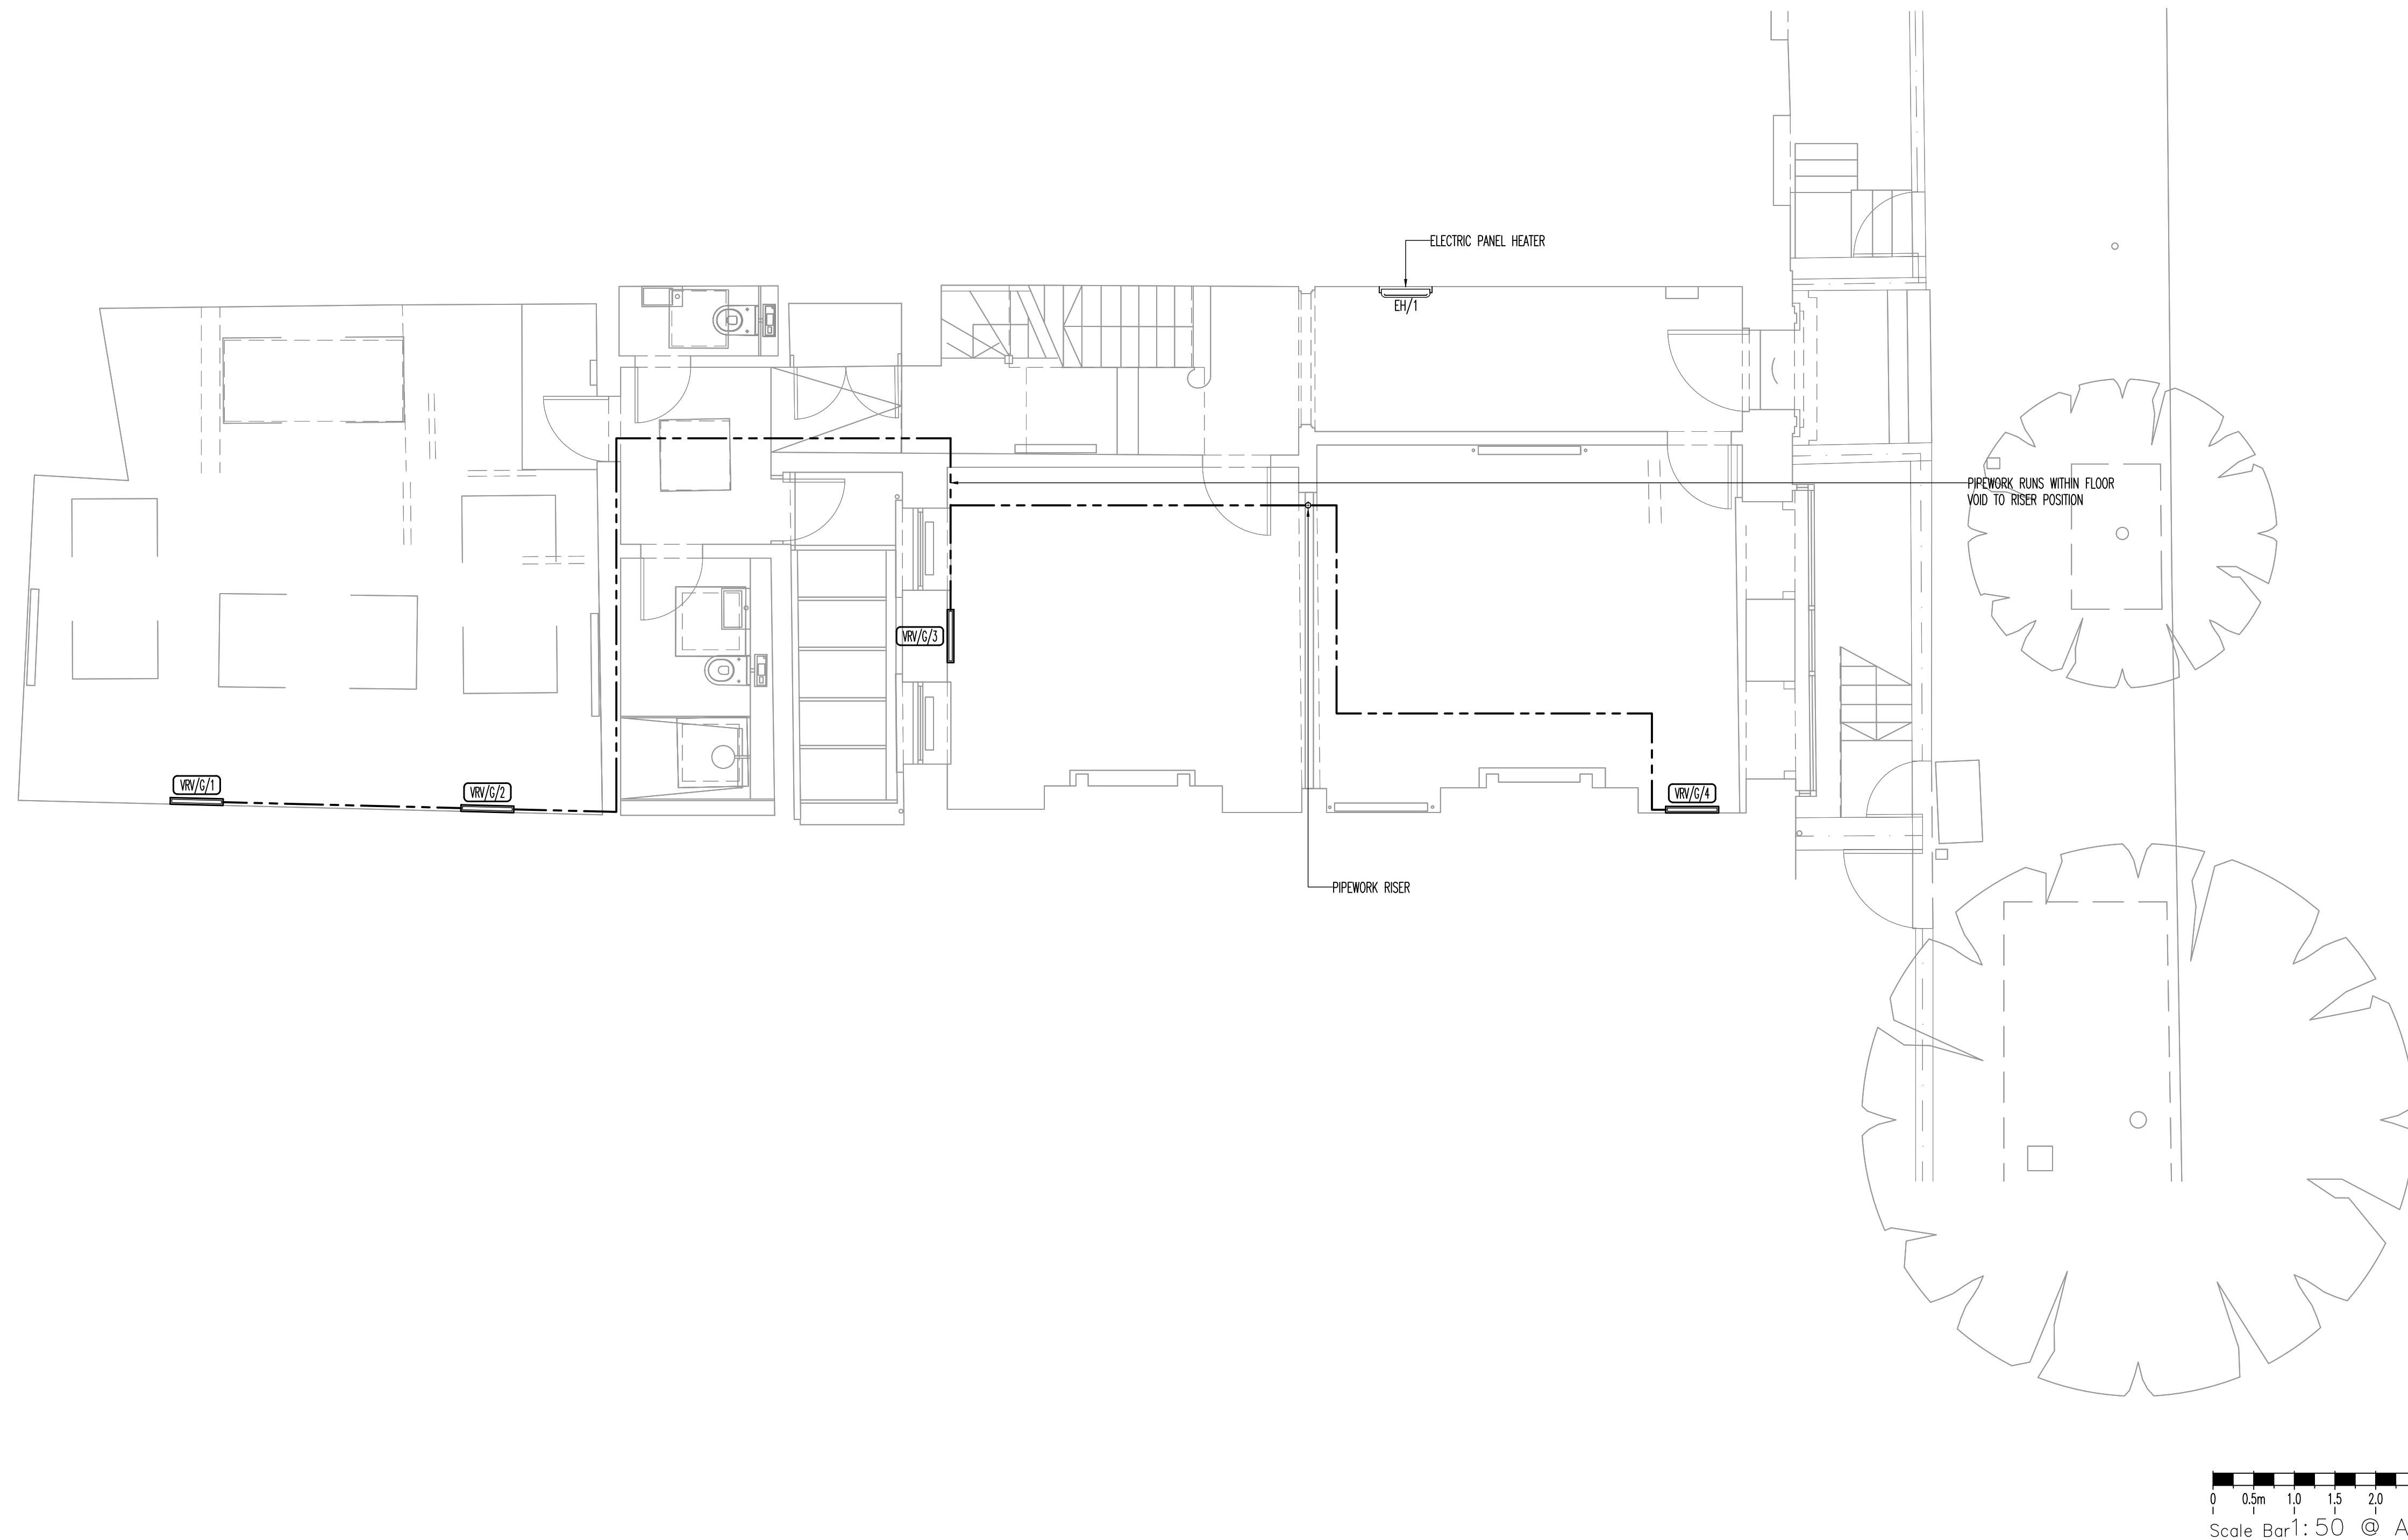 ELECTRIC PANEL HEATER
EH/1
PIPEWORK RUNS WITHIN FLOOR
VOID TO RISER POSITION
VRV/G/3
VRV/G/1
VRV/G/2
VRV/G/4
PIPEWORK RISER
0 0.5m 1.0 1.5 2.0
Scale Bar 1:50 @ A